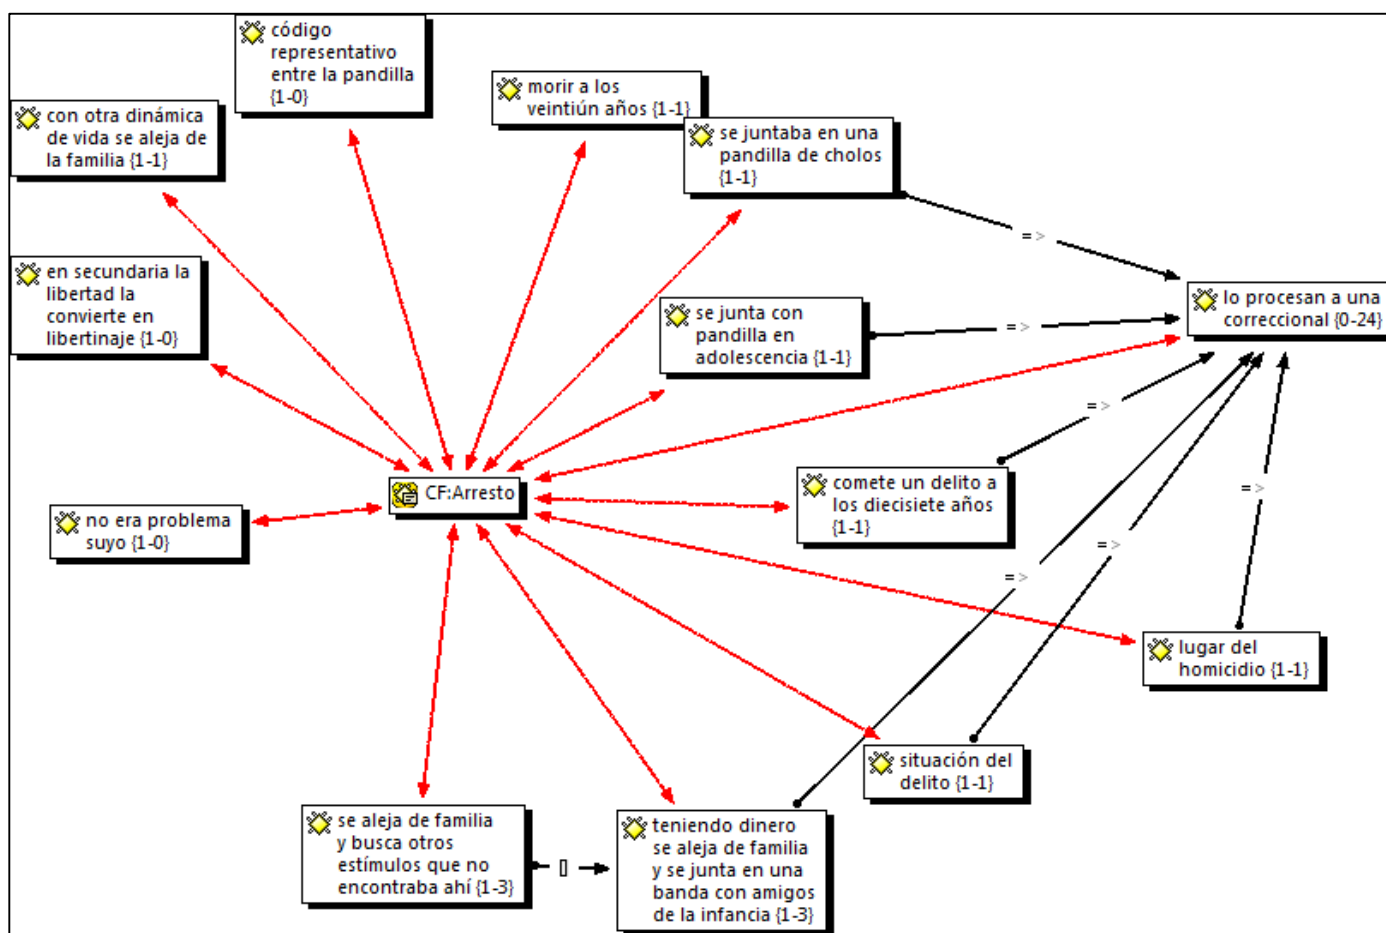 código
representativo
entre la pandilla
{1-0}
con otra dinámica
de vida se aleja de
la familia {1-1}
morir a los
veintiún años {1-1}
se juntaba en una
pandilla de cholos
{1-1}
=>
en secundaria la
libertad la
convierte en
libertinaje {1-0}
lo procesan a una
correccional {0-24}
se junta con
pandilla en
adolescencia {1-1}
=>
=>
CF:Arresto
comete un delito a
los diecisiete años
{1-1}
=>
no era problema
suyo {1-0}
=>
=>
lugar del
homicidio {1-1}
situación del
delito {1-1}
se aleja de familia
y busca otros
estímulos que no
encontraba ahí {1-3}
[]
teniendo dinero
se aleja de familia
y se junta en una
banda con amigos
de la infancia {1-3}